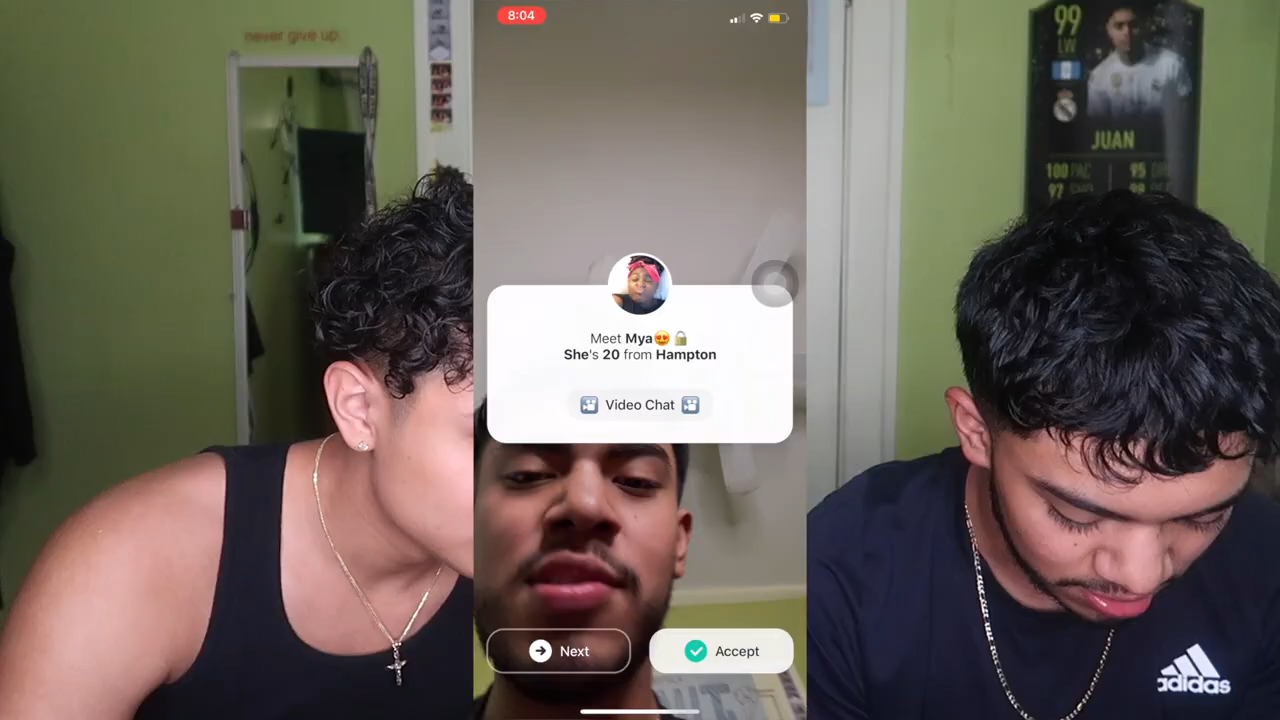 never give up.
8:04
Meet Mya😍🔒
She's 20 from Hampton
Video Chat
Next
Accept
99
LW
JUAN
100 PAC
95
97
adidas